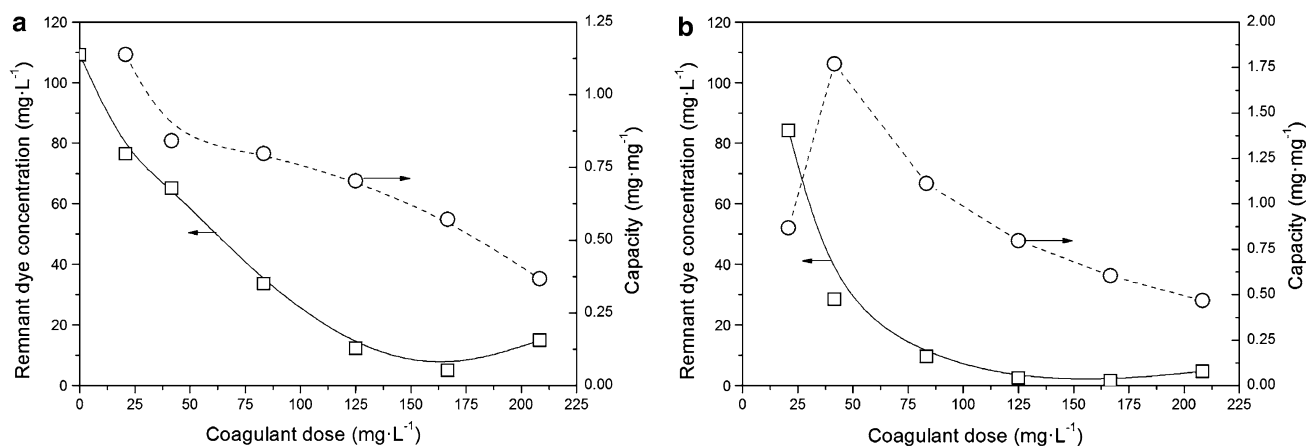 a
120
100
80
60
40
20
0
Remnant dye concentration (mg·L⁻¹)
0 25 50 75 100 125 150 175 200 225
Coagulant dose (mg·L⁻¹)
1.25
1.00
0.75
0.50
0.25
0.00
Capacity (mg·mg⁻¹)
b
120
100
80
60
40
20
0
Remnant dye concentration (mg·L⁻¹)
0 25 50 75 100 125 150 175 200 225
Coagulant dose (mg·L⁻¹)
2.00
1.75
1.50
1.25
1.00
0.75
0.50
0.25
0.00
Capacity (mg·mg⁻¹)